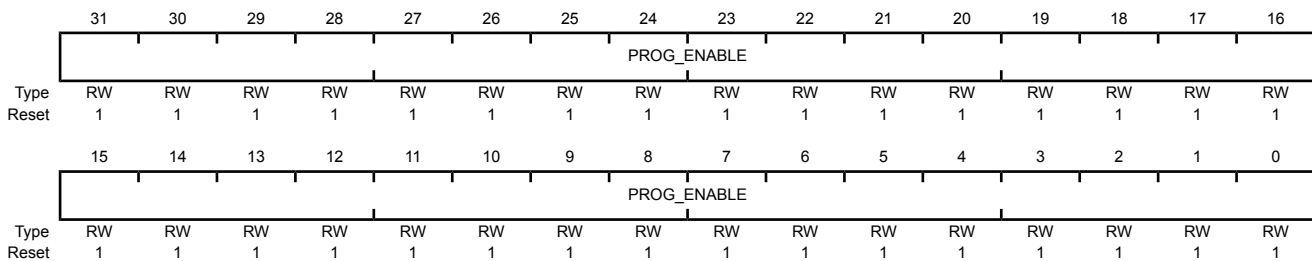 31 30 29 28 27 26 25 24 23 22 21 20 19 18 17 16
PROG_ENABLE
Type RW RW RW RW RW RW RW RW RW RW RW RW RW RW RW RW
Reset 1 1 1 1 1 1 1 1 1 1 1 1 1 1 1 1
15 14 13 12 11 10 9 8 7 6 5 4 3 2 1 0
PROG_ENABLE
Type RW RW RW RW RW RW RW RW RW RW RW RW RW RW RW RW
Reset 1 1 1 1 1 1 1 1 1 1 1 1 1 1 1 1